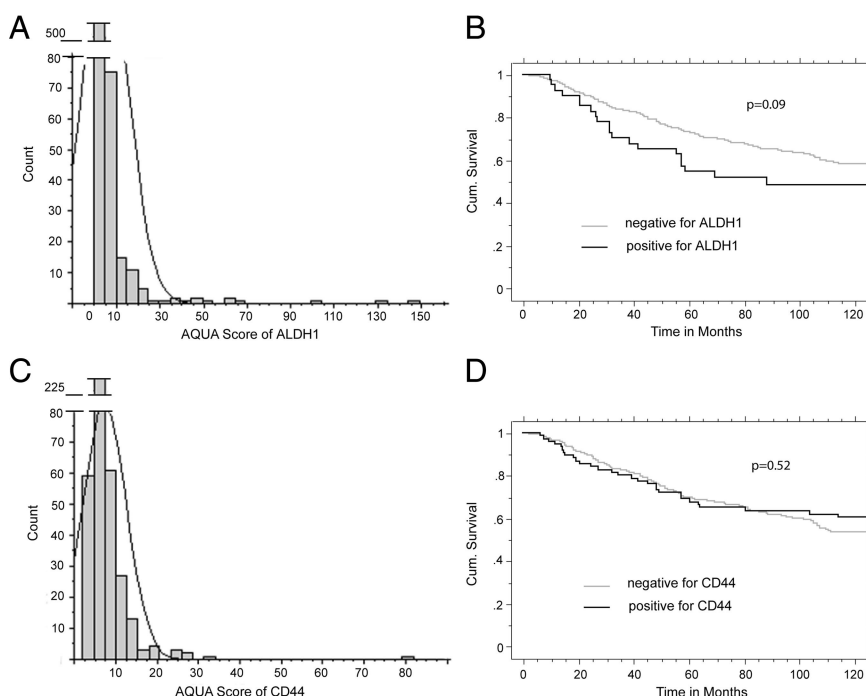 A
500
80
70
60
50
40
30
20
10
Count
0 10 30 50 70 90 110 130 150
AQUA Score of ALDH1
B
1
.8
.6
.4
.2
0
Cum. Survival
p=0.09
negative for ALDH1
positive for ALDH1
0 20 40 60 80 100 120
Time in Months
C
225
80
70
60
50
40
30
20
10
Count
10 20 30 40 50 60 70 80
AQUA Score of CD44
D
1
.8
.6
.4
.2
0
Cum. Survival
p=0.52
negative for CD44
positive for CD44
0 20 40 60 80 100 120
Time in Months